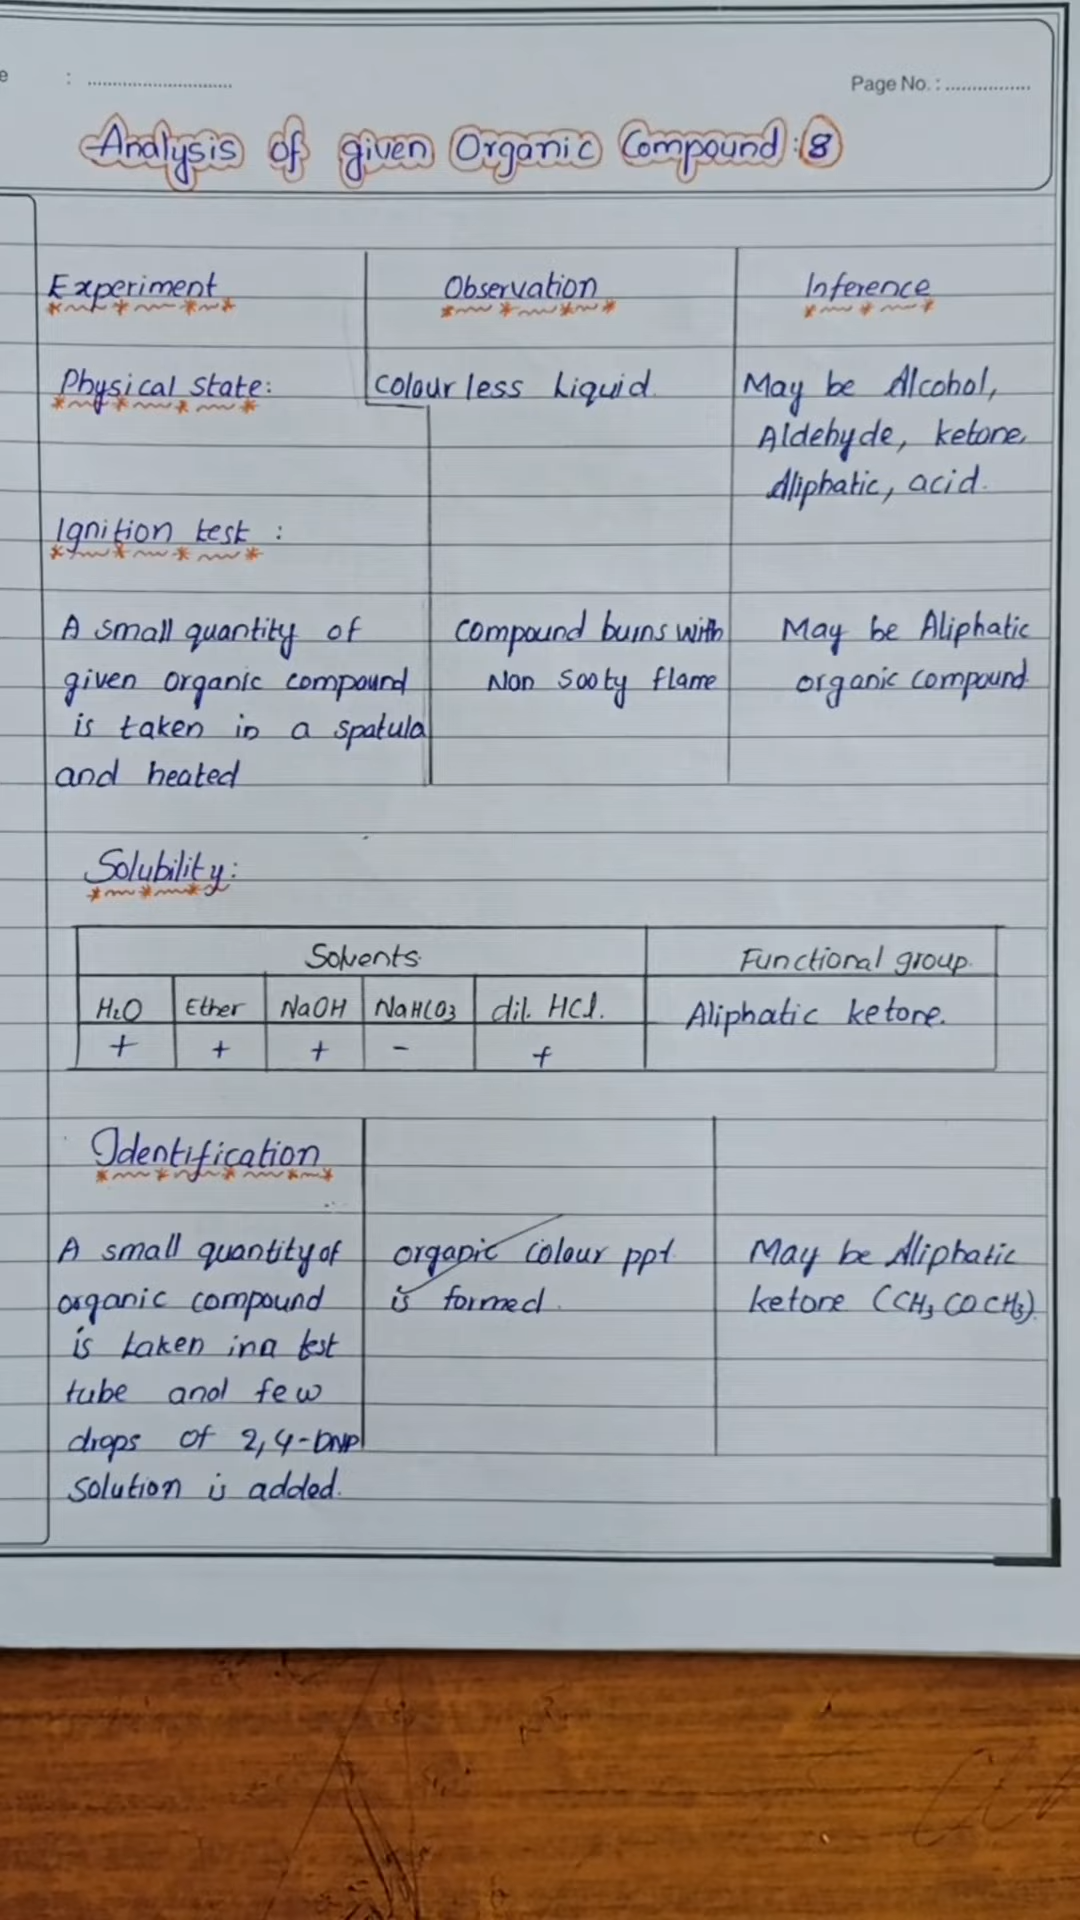 e : ............................
Page No. : ................
Analysis of given Organic Compound : 8
Experiment
Observation
Inference
Physical state:
Colourless Liquid.
May be Alcohol,
Aldehyde, ketone,
Aliphatic, acid.
Ignition test :
A small quantity of
given organic compound
is taken in a spatula
and heated
Compound burns with
Non Sooty flame
May be Aliphatic
organic compound.
Solubility:
Solvents.
Functional group.
H₂O
Ether
NaOH
NaHCO₃
dil. HCl.
Aliphatic ketone.
+
+
+
-
+
Identification
A small quantity of
organic compound
is taken in a test
tube and few
drops of 2,4-DNP
solution is added.
organic colour ppt.
is formed.
May be Aliphatic
ketone (CH₃COCH₃).